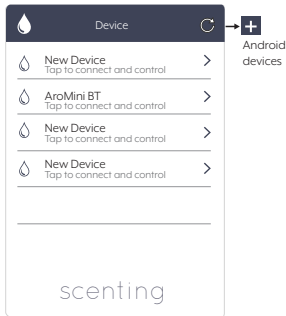 Device
Android
devices
New Device
Tap to connect and control
AroMini BT
Tap to connect and control
New Device
Tap to connect and control
New Device
Tap to connect and control
scenting